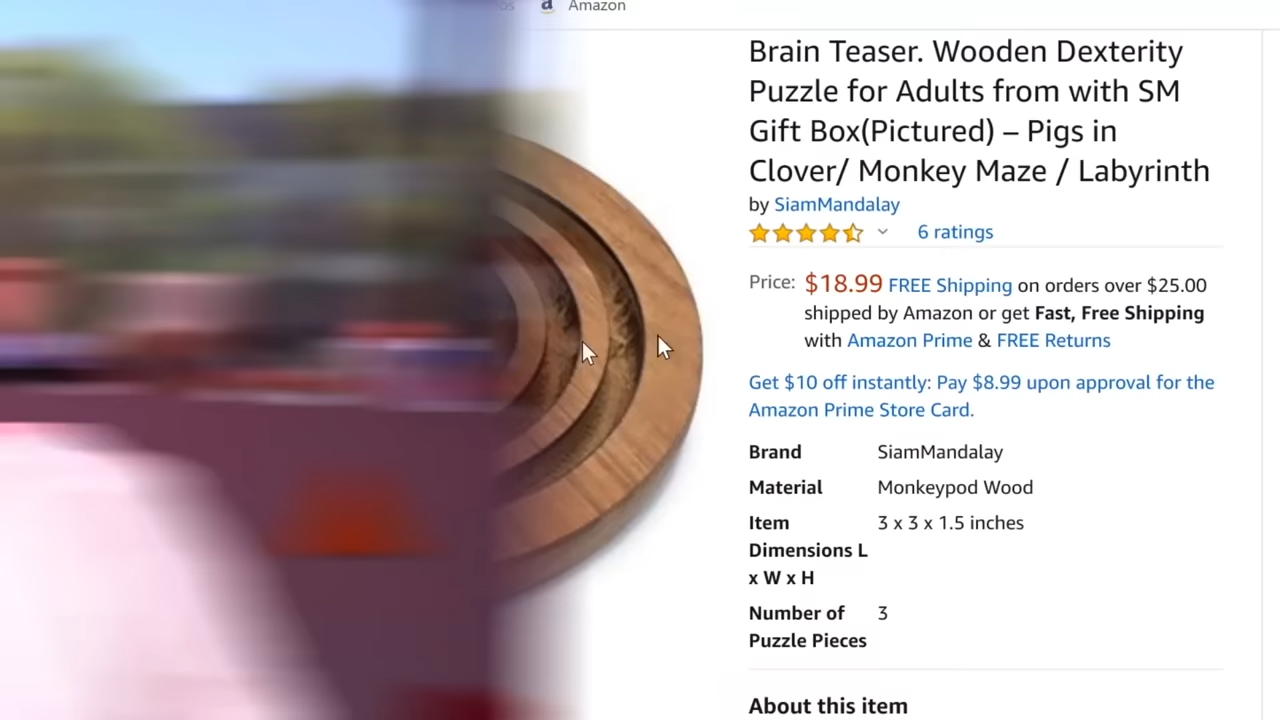 Amazon
Brain Teaser. Wooden Dexterity
Puzzle for Adults from with SM
Gift Box(Pictured) – Pigs in
Clover/ Monkey Maze / Labyrinth
by SiamMandalay
6 ratings
Price: $18.99 FREE Shipping on orders over $25.00
shipped by Amazon or get Fast, Free Shipping
with Amazon Prime & FREE Returns
Get $10 off instantly: Pay $8.99 upon approval for the
Amazon Prime Store Card.
Brand SiamMandalay
Material Monkeypod Wood
Item 3 x 3 x 1.5 inches
Dimensions L
x W x H
Number of 3
Puzzle Pieces
About this item